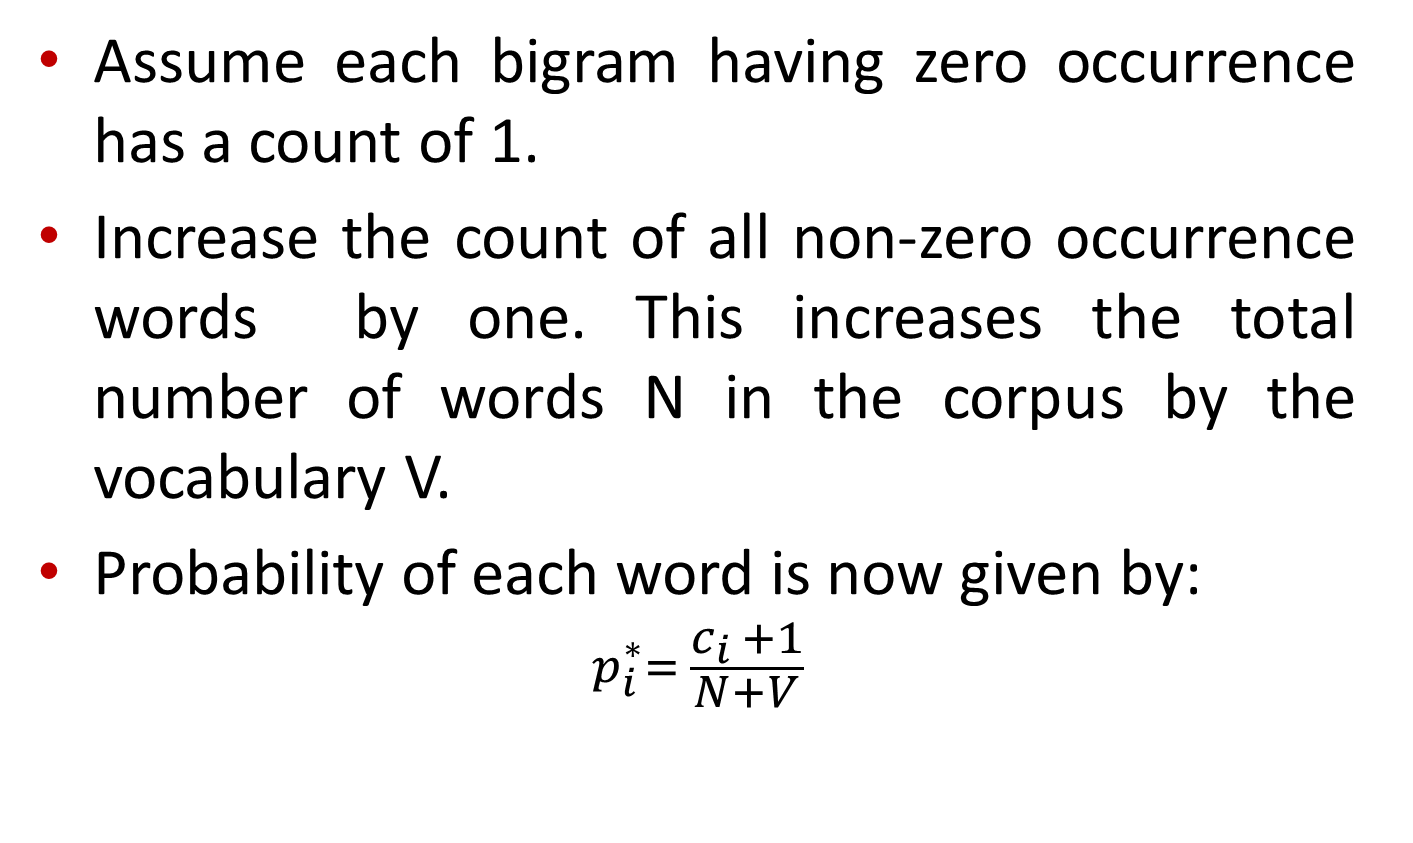 • Assume each bigram having zero occurrence
has a count of 1.
• Increase the count of all non-zero occurrence
words by one. This increases the total
number of words N in the corpus by the
vocabulary V.
• Probability of each word is now given by:
p_i^* = (c_i +1)/(N+V)